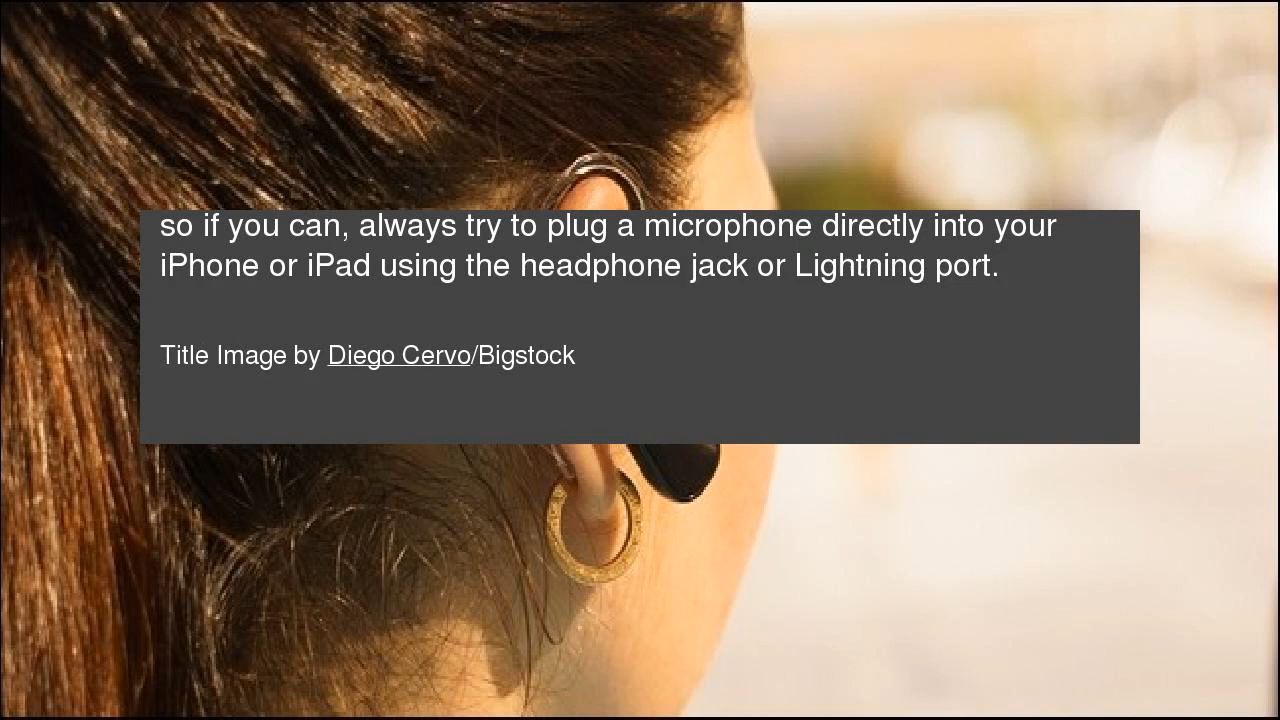 so if you can, always try to plug a microphone directly into your
iPhone or iPad using the headphone jack or Lightning port.
Title Image by Diego Cervo/Bigstock